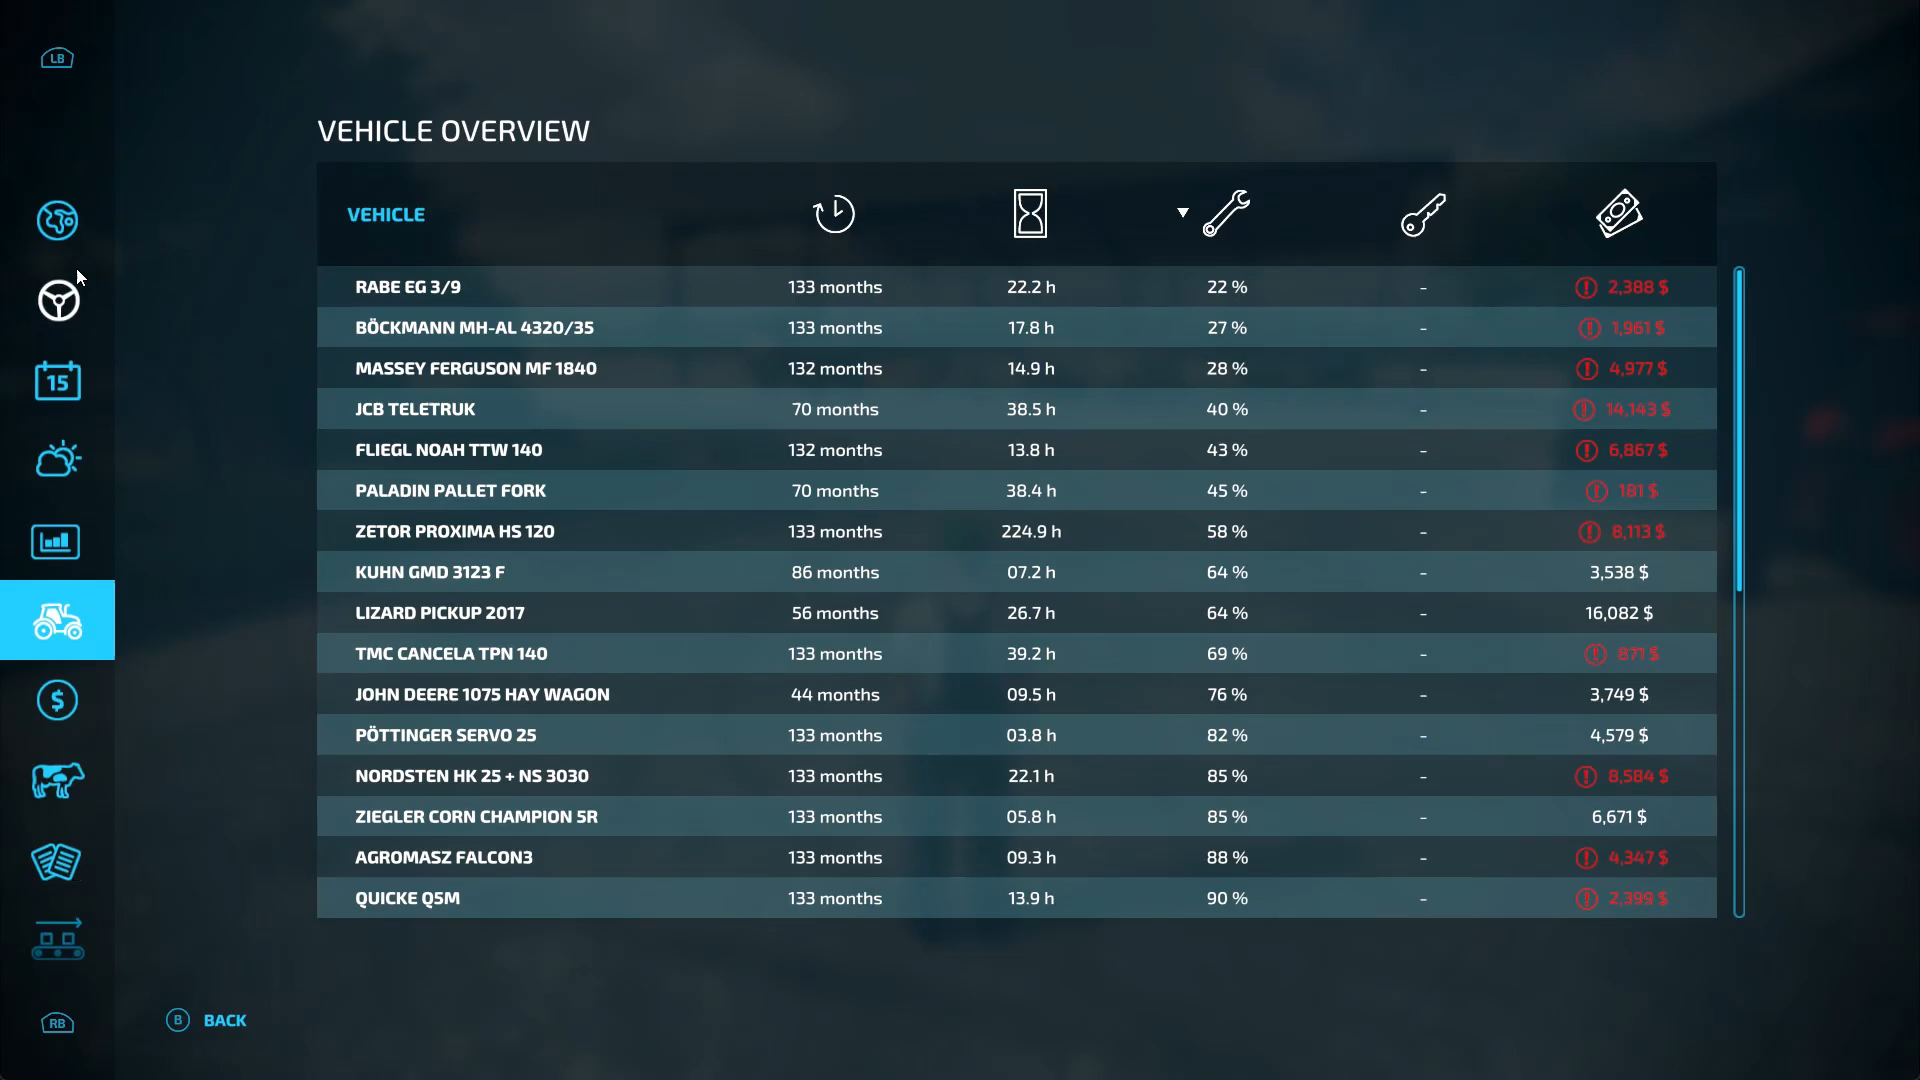 LB
VEHICLE OVERVIEW
VEHICLE
RABE EG 3/9 133 months 22.2 h 22 % - 2,388 $
BÖCKMANN MH-AL 4320/35 133 months 17.8 h 27 % - 1,961 $
MASSEY FERGUSON MF 1840 132 months 14.9 h 28 % - 4,977 $
JCB TELETRUK 70 months 38.5 h 40 % - 14,143 $
FLIEGL NOAH TTW 140 132 months 13.8 h 43 % - 6,867 $
PALADIN PALLET FORK 70 months 38.4 h 45 % - 181 $
ZETOR PROXIMA HS 120 133 months 224.9 h 58 % - 8,113 $
KUHN GMD 3123 F 86 months 07.2 h 64 % - 3,538 $
LIZARD PICKUP 2017 56 months 26.7 h 64 % - 16,082 $
TMC CANCELA TPN 140 133 months 39.2 h 69 % - 871 $
JOHN DEERE 1075 HAY WAGON 44 months 09.5 h 76 % - 3,749 $
PÖTTINGER SERVO 25 133 months 03.8 h 82 % - 4,579 $
NORDSTEN HK 25 + NS 3030 133 months 22.1 h 85 % - 8,584 $
ZIEGLER CORN CHAMPION 5R 133 months 05.8 h 85 % - 6,671 $
AGROMASZ FALCON3 133 months 09.3 h 88 % - 4,347 $
QUICKE Q5M 133 months 13.9 h 90 % - 2,399 $
15
$
RB
B BACK